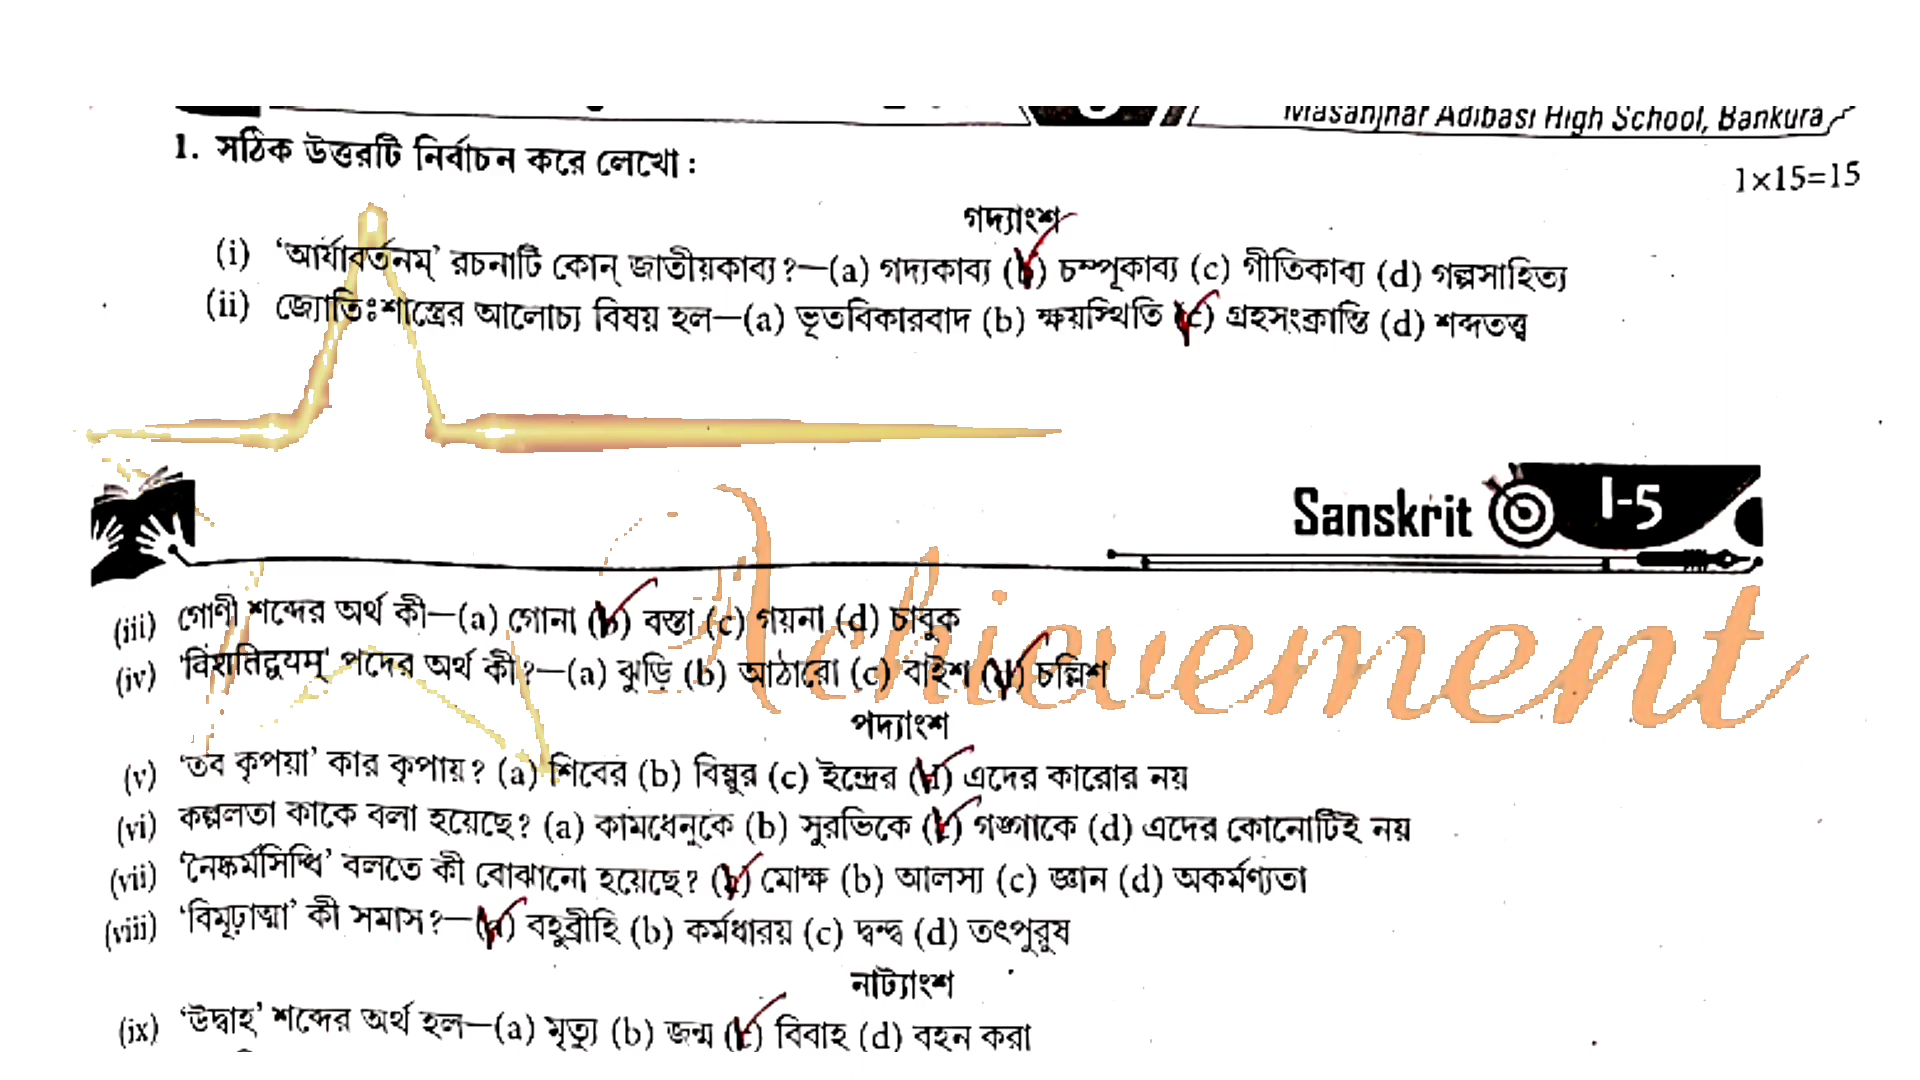 Masanjhar Adibasi High School, Bankura
1. সঠিক উত্তরটি নির্বাচন করে লেখো :
1×15=15
গদ্যাংশ
(i) ‘আর্যাবর্তনম্’ রচনাটি কোন্ জাতীয়কাব্য?—(a) গদ্যকাব্য (b) চম্পূকাব্য (c) গীতিকাব্য (d) গল্পসাহিত্য
(ii) জ্যোতিঃশাস্ত্রের আলোচ্য বিষয় হল—(a) ভূতবিকারবাদ (b) ক্ষয়স্থিতি (c) গ্রহসংক্রান্তি (d) শব্দতত্ত্ব
Sanskrit I-5
Achievement
(iii) গোণী শব্দের অর্থ কী—(a) গোনা (b) বস্তা (c) গয়না (d) চাবুক
(iv) ‘বিংশতিদ্বয়ম্’ পদের অর্থ কী?—(a) ঝুড়ি (b) আঠারো (c) বাইশ (d) চল্লিশ
পদ্যাংশ
(v) ‘তব কৃপয়া’ কার কৃপায়? (a) শিবের (b) বিষ্ণুর (c) ইন্দ্রের (d) এদের কারোর নয়
(vi) কল্পলতা কাকে বলা হয়েছে? (a) কামধেনুকে (b) সুরভিকে (c) গঙ্গাকে (d) এদের কোনোটিই নয়
(vii) ‘নৈষ্কর্মসিদ্ধি’ বলতে কী বোঝানো হয়েছে? (a) মোক্ষ (b) আলস্য (c) জ্ঞান (d) অকর্মণ্যতা
(viii) ‘বিমূঢ়াত্মা’ কী সমাস?—(a) বহুব্রীহি (b) কর্মধারয় (c) দ্বন্দ্ব (d) তৎপুরুষ
নাট্যাংশ
(ix) ‘উদ্বাহ’ শব্দের অর্থ হল—(a) মৃত্যু (b) জন্ম (c) বিবাহ (d) বহন করা